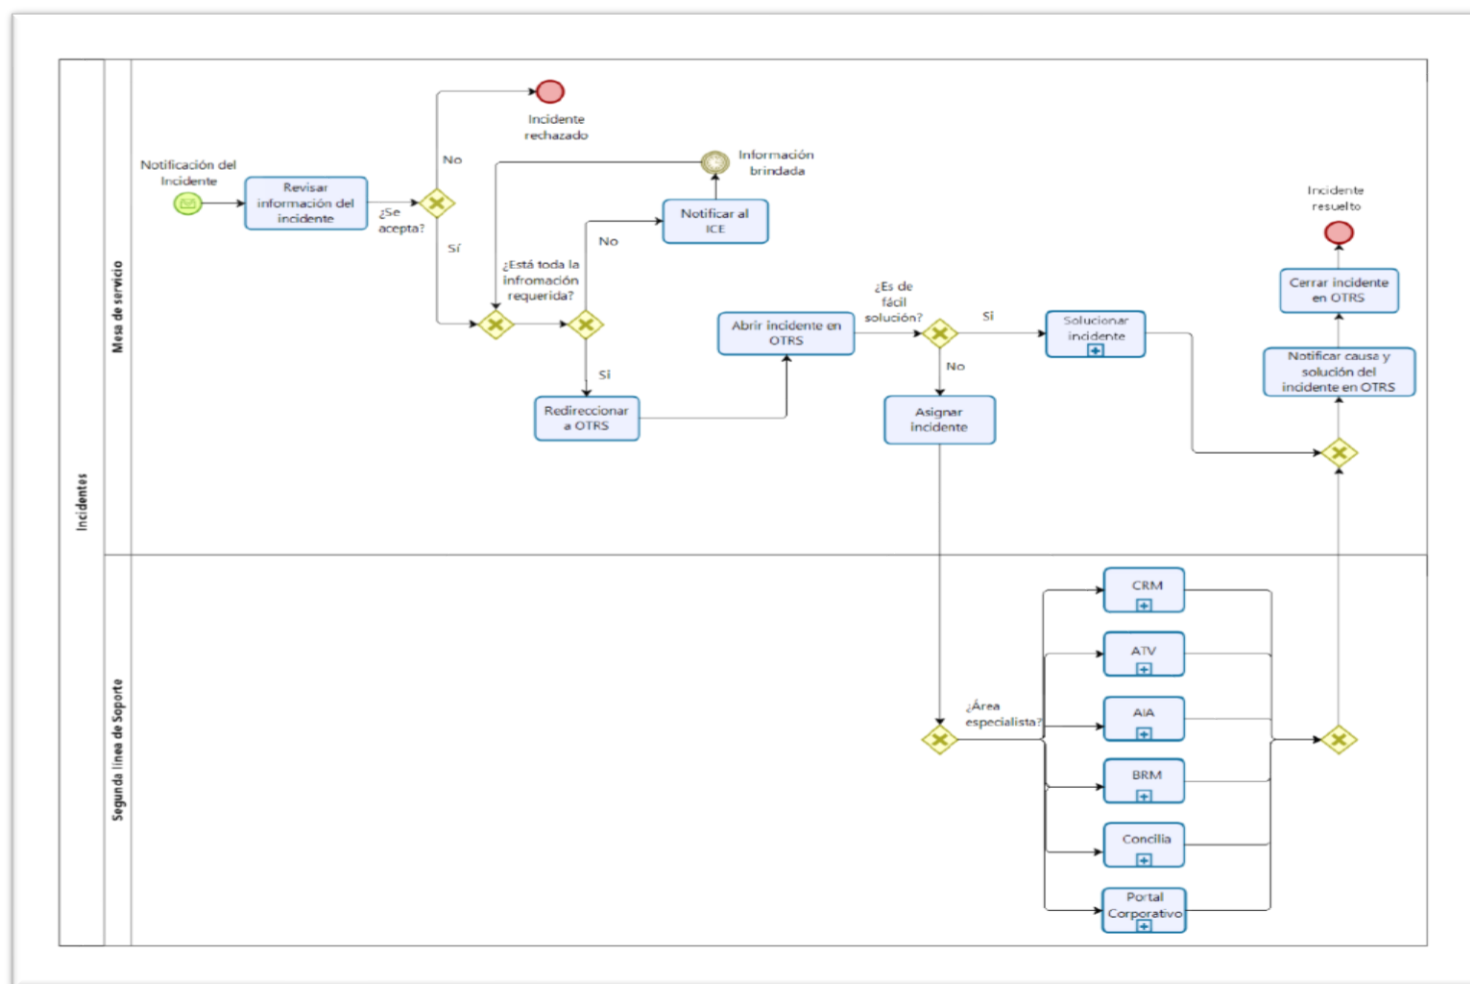 Incidentes
Mesa de servicio
Notificación del
Incidente
Revisar
información del
incidente
¿Se
acepta?
No
Incidente
rechazado
Sí
¿Está toda la
infromación
requerida?
No
Notificar al
ICE
Información
brindada
Si
Redireccionar
a OTRS
Abrir incidente en
OTRS
¿Es de
fácil
solución?
Si
Solucionar
incidente
No
Asignar
incidente
Incidente
resuelto
Cerrar incidente
en OTRS
Notificar causa y
solución del
incidente en OTRS
Segunda línea de Soporte
¿Área
especialista?
CRM
ATV
AIA
BRM
Concilia
Portal
Corporativo